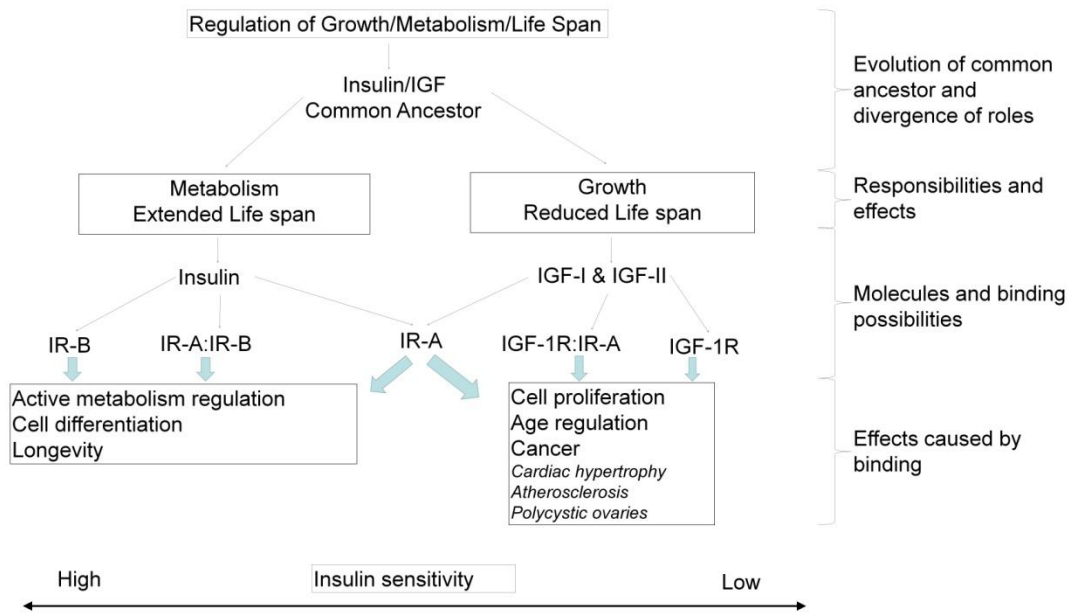 Regulation of Growth/Metabolism/Life Span
Insulin/IGF
Common Ancestor
Evolution of common
ancestor and
divergence of roles
Metabolism
Extended Life span
Growth
Reduced Life span
Responsibilities and
effects
Insulin
IGF-I & IGF-II
Molecules and binding
possibilities
IR-B
IR-A:IR-B
IR-A
IGF-1R:IR-A
IGF-1R
Active metabolism regulation
Cell differentiation
Longevity
Cell proliferation
Age regulation
Cancer
Cardiac hypertrophy
Atherosclerosis
Polycystic ovaries
Effects caused by
binding
High
Insulin sensitivity
Low